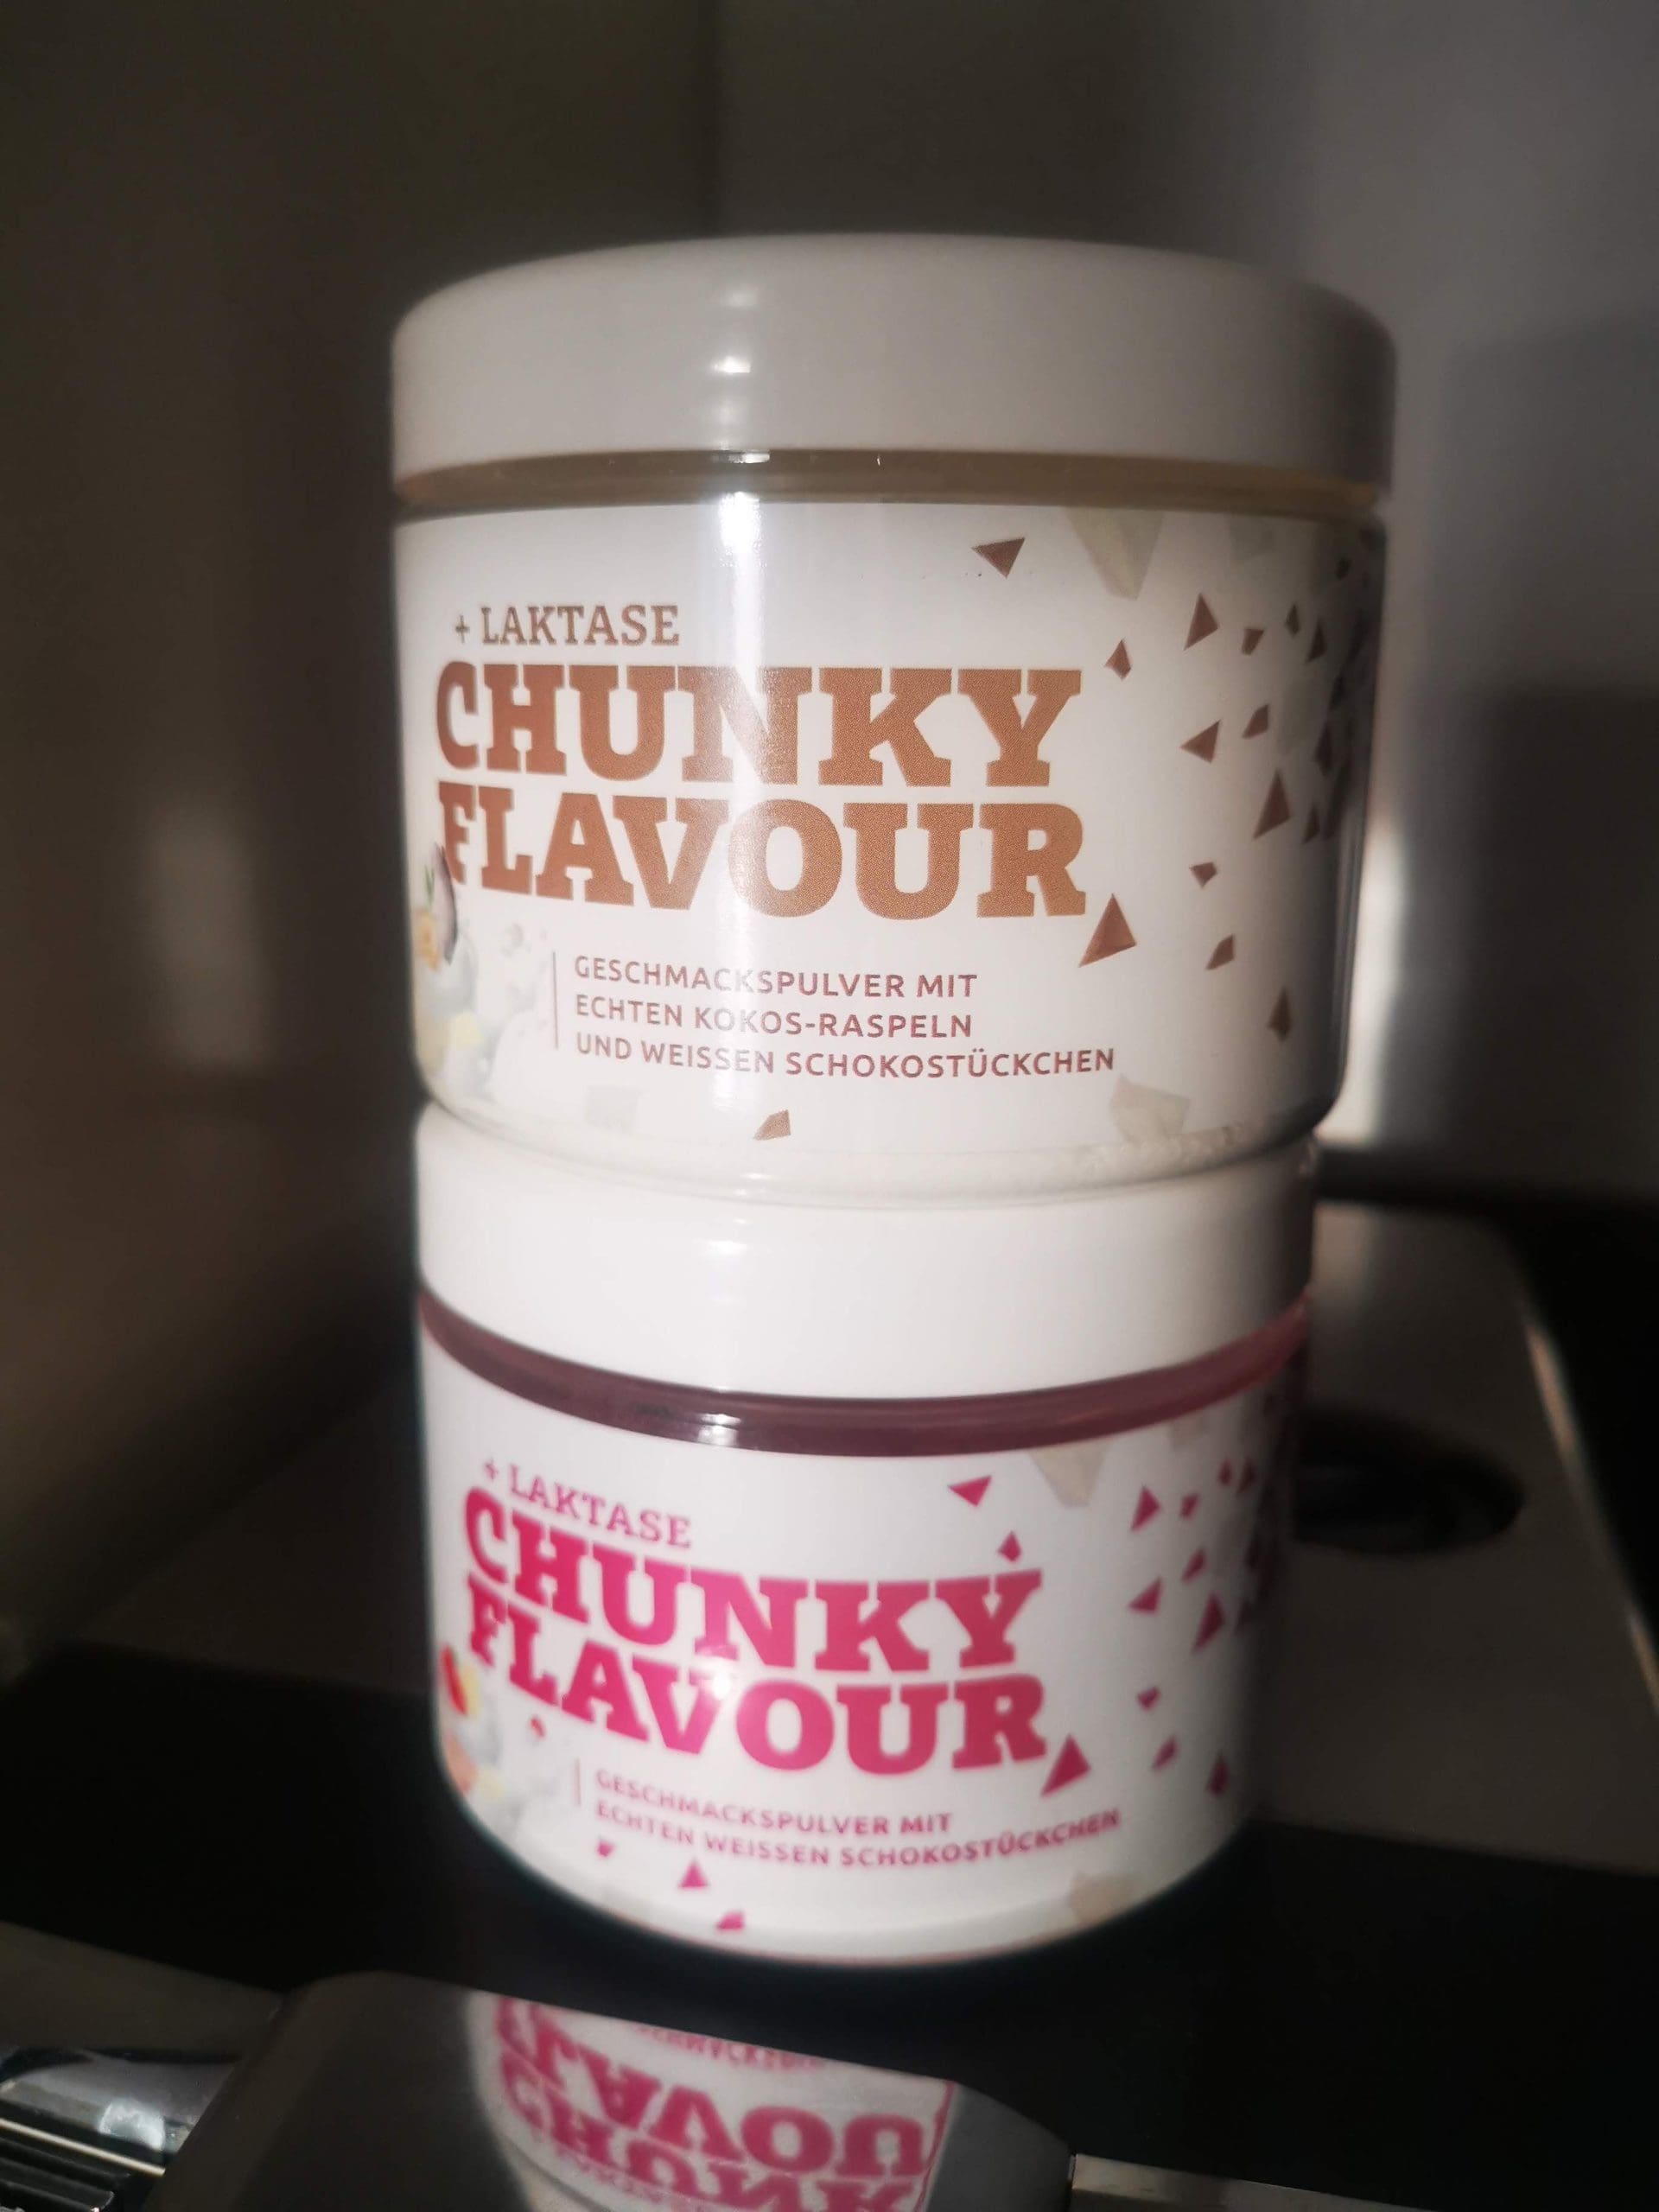 + LAKTASE
CHUNKY
FLAVOUR
GESCHMACKSPULVER MIT
ECHTEN KOKOS-RASPELN
UND WEISSEN SCHOKOSTÜCKCHEN
+ LAKTASE
CHUNKY
FLAVOUR
GESCHMACKSPULVER MIT
ECHTEN WEISSEN SCHOKOSTÜCKCHEN